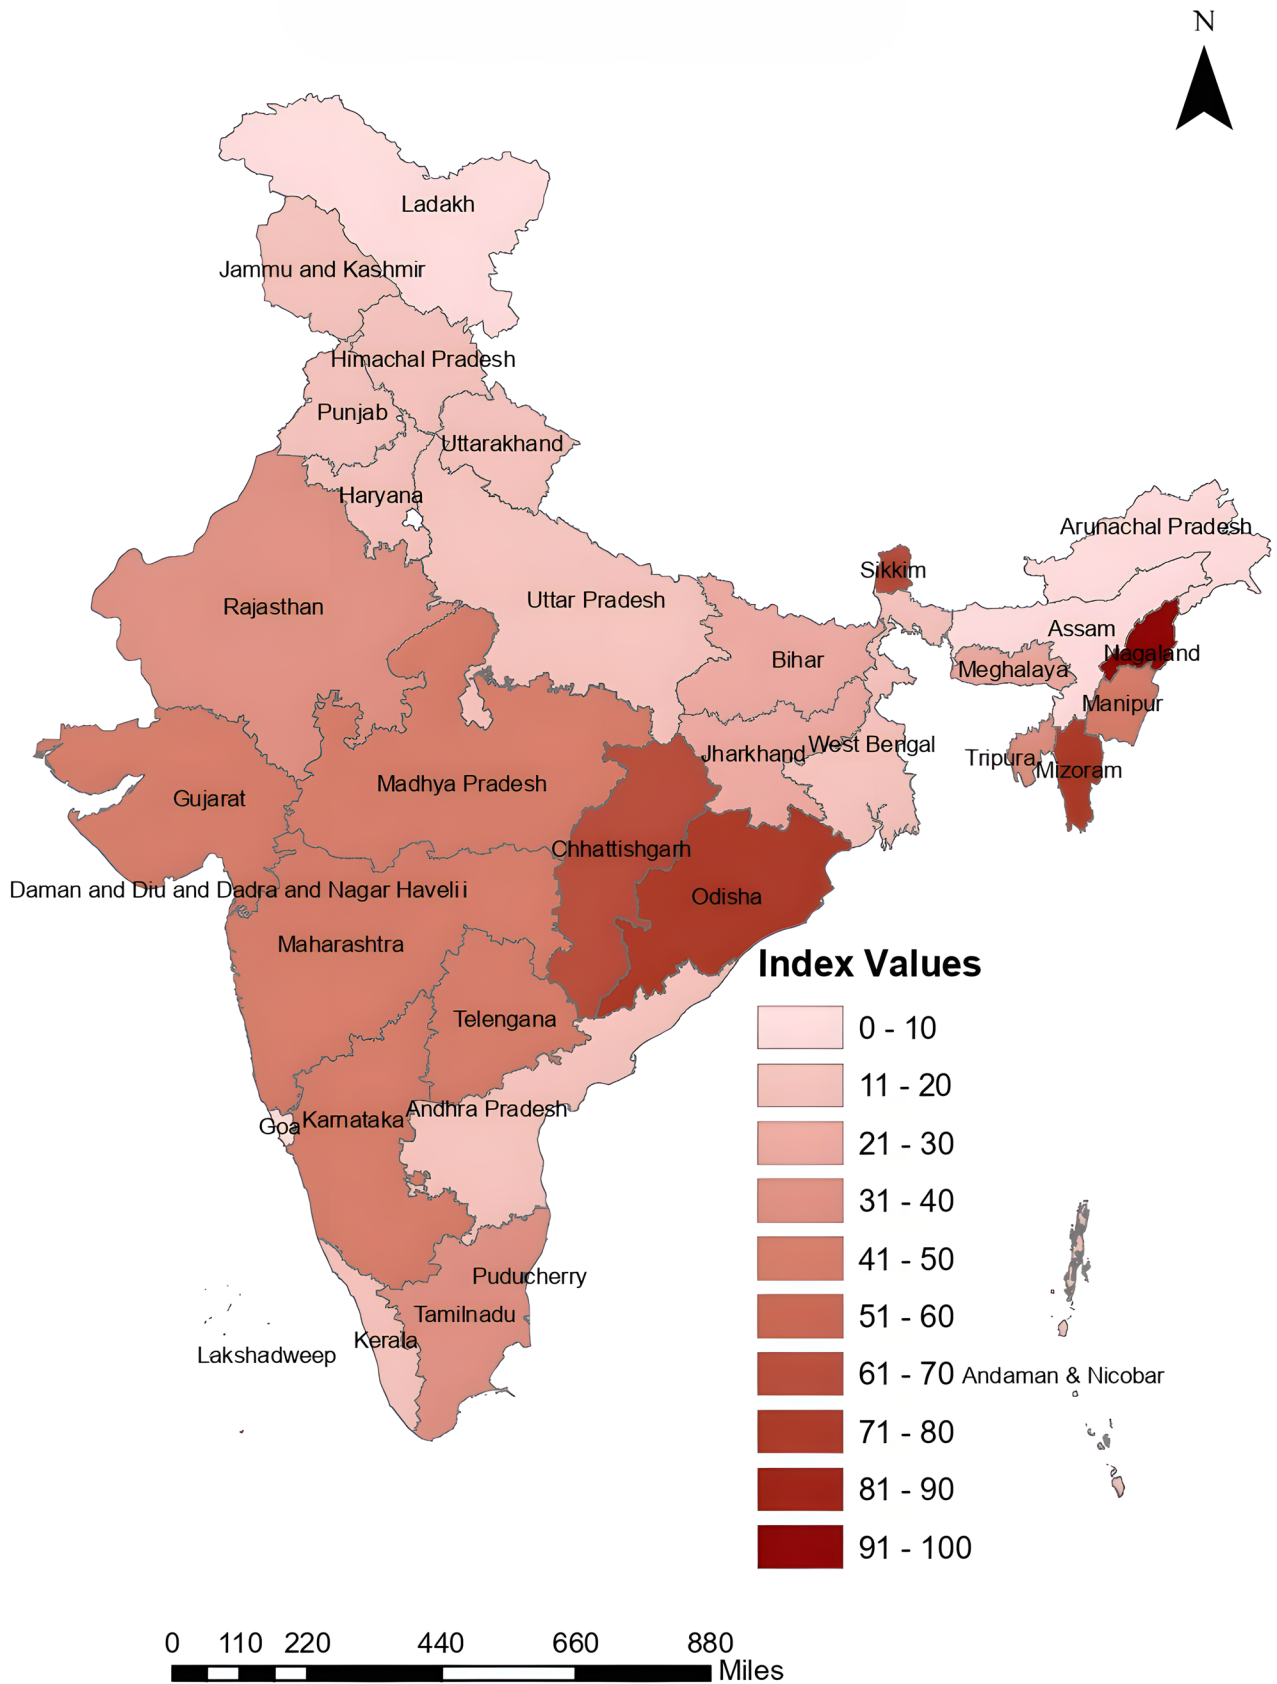 N
Ladakh
Jammu and Kashmir
Himachal Pradesh
Punjab
Uttarakhand
Haryana
Arunachal Pradesh
Sikkim
Rajasthan
Uttar Pradesh
Assam
Bihar
Nagaland
Meghalaya
Manipur
West Bengal
Jharkhand
Tripura
Mizoram
Madhya Pradesh
Gujarat
Chhattishgarh
Daman and Diu and Dadra and Nagar Havelii
Odisha
Maharashtra
Telengana
Andhra Pradesh
Goa
Karnataka
Puducherry
Tamilnadu
Kerala
Lakshadweep
Andaman & Nicobar
Index Values
0 - 10
11 - 20
21 - 30
31 - 40
41 - 50
51 - 60
61 - 70
71 - 80
81 - 90
91 - 100
0 110 220 440 660 880
Miles